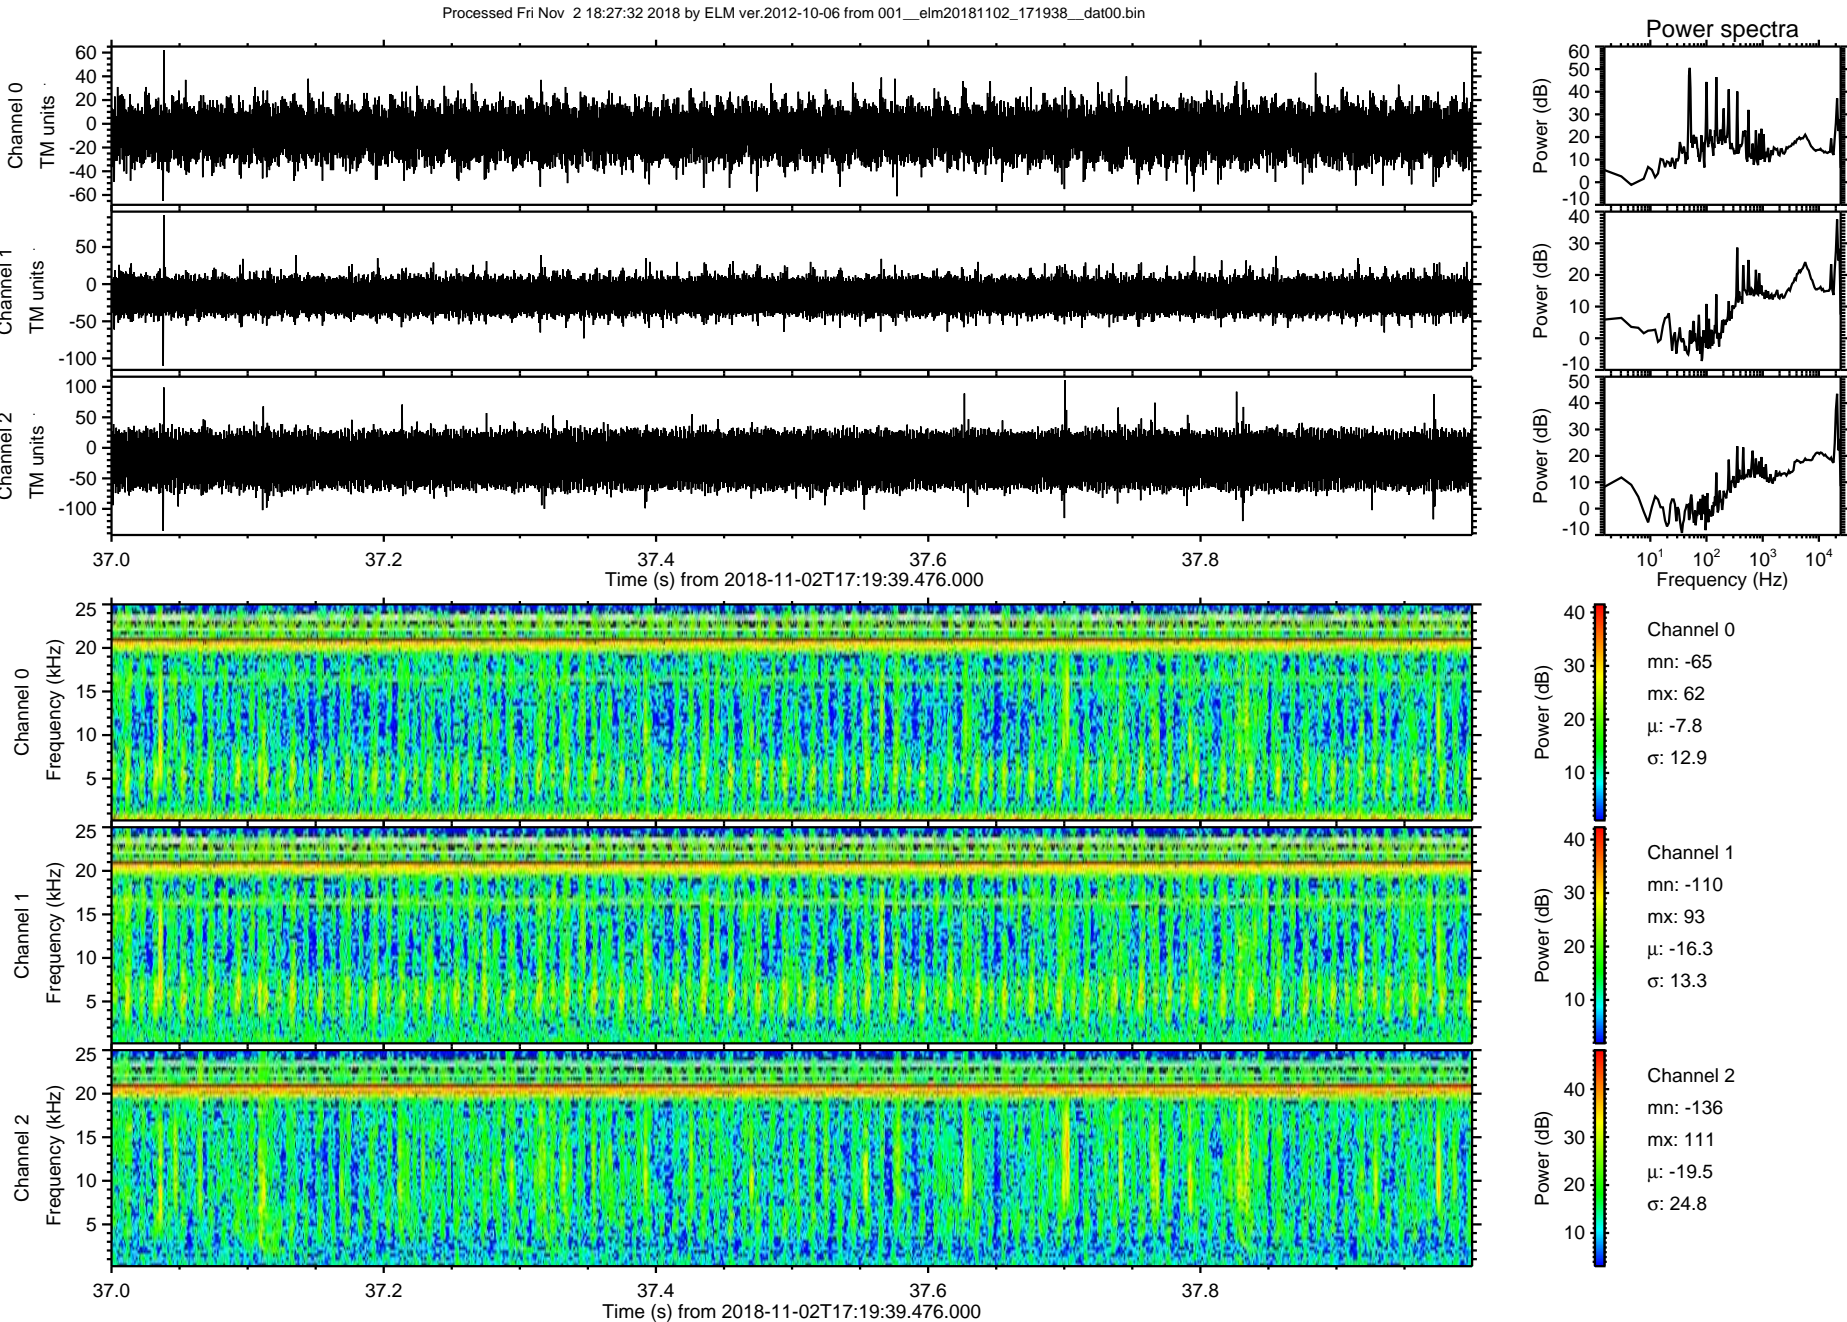 Processed Fri Nov  2 18:27:32 2018 by ELM ver.2012-10-06 from 001__elm20181102_171938__dat00.bin
Power spectra
Channel 0
TM units
60
40
20
0
-20
-40
-60
Power (dB)
60
50
40
30
20
10
0
-10
Channel 1
TM units
50
0
-50
-100
Power (dB)
40
30
20
10
0
-10
Channel 2
TM units
100
50
0
-50
-100
Power (dB)
50
40
30
20
10
0
-10
37.0 37.2 37.4 37.6 37.8
Time (s) from 2018-11-02T17:19:39.476.000
10¹ 10² 10³ 10⁴
Frequency (Hz)
Channel 0
Frequency (kHz)
25
20
15
10
5
Power (dB)
40
30
20
10
Channel 0
mn: -65
mx: 62
μ: -7.8
σ: 12.9
Channel 1
Frequency (kHz)
25
20
15
10
5
Power (dB)
40
30
20
10
Channel 1
mn: -110
mx: 93
μ: -16.3
σ: 13.3
Channel 2
Frequency (kHz)
25
20
15
10
5
Power (dB)
40
30
20
10
Channel 2
mn: -136
mx: 111
μ: -19.5
σ: 24.8
37.0 37.2 37.4 37.6 37.8
Time (s) from 2018-11-02T17:19:39.476.000